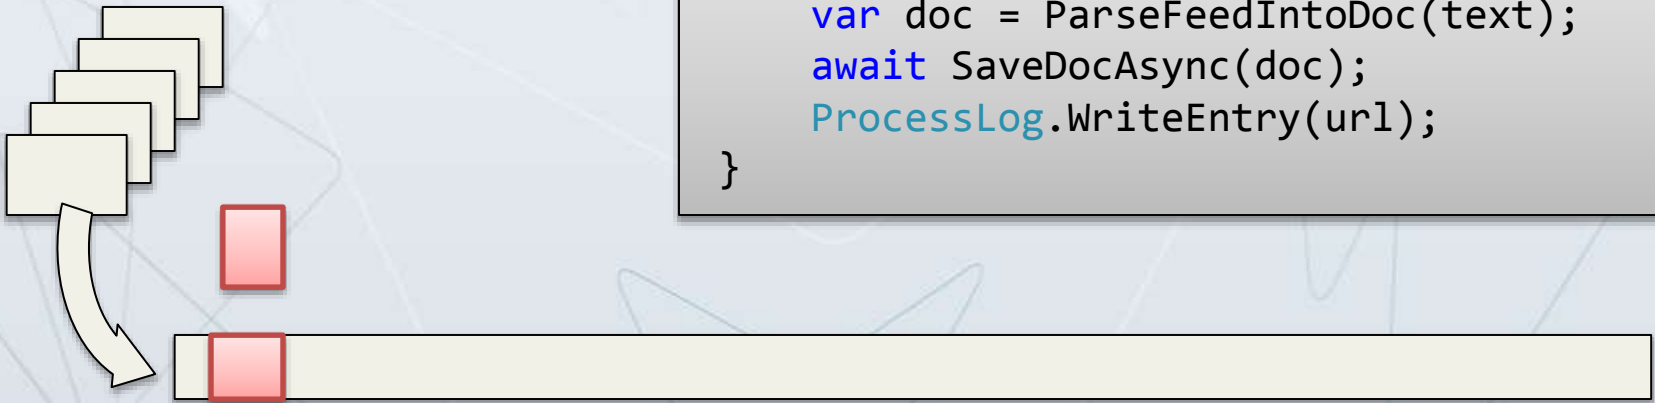 var doc = ParseFeedIntoDoc(text);
await SaveDocAsync(doc);
ProcessLog.WriteEntry(url);
}